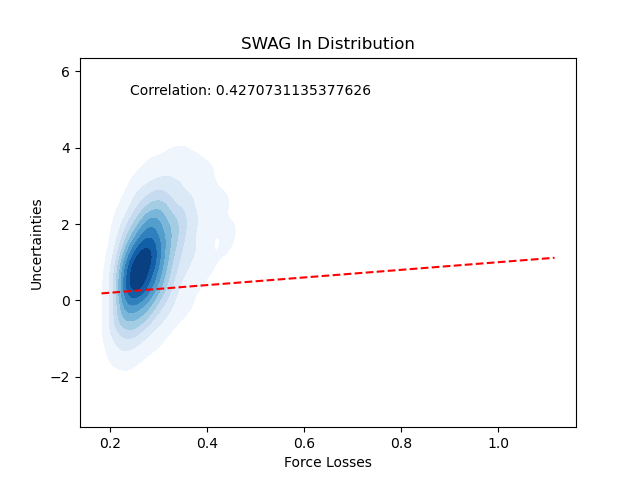 SWAG In Distribution
Correlation: 0.4270731135377626
Uncertainties
6
4
2
0
−2
0.2 0.4 0.6 0.8 1.0
Force Losses